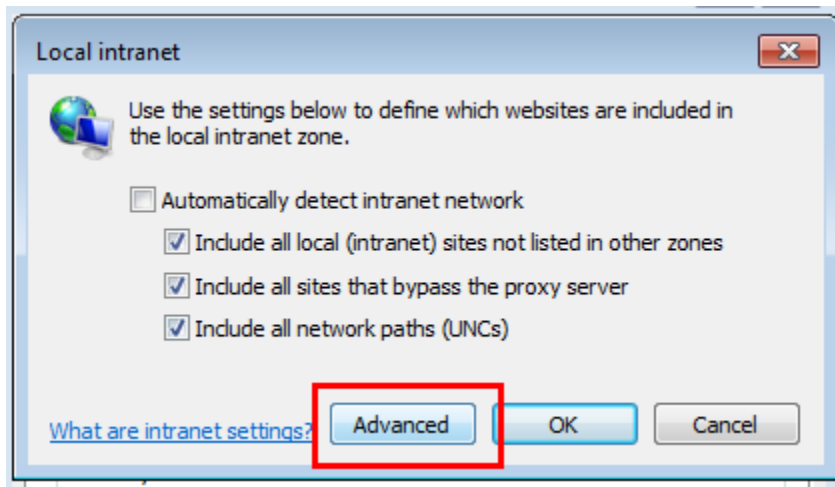 Local intranet
Use the settings below to define which websites are included in
the local intranet zone.
Automatically detect intranet network
Include all local (intranet) sites not listed in other zones
Include all sites that bypass the proxy server
Include all network paths (UNCs)
What are intranet settings?
Advanced
OK
Cancel